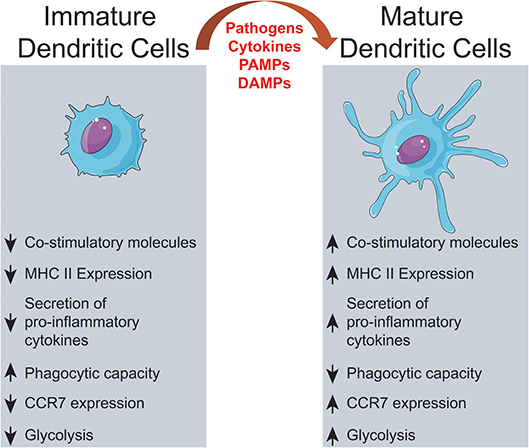 Immature
Dendritic Cells
Pathogens
Cytokines
PAMPs
DAMPs
Mature
Dendritic Cells
Co-stimulatory molecules
MHC II Expression
Secretion of
pro-inflammatory
cytokines
Phagocytic capacity
CCR7 expression
Glycolysis
Co-stimulatory molecules
MHC II Expression
Secretion of
pro-inflammatory
cytokines
Phagocytic capacity
CCR7 expression
Glycolysis